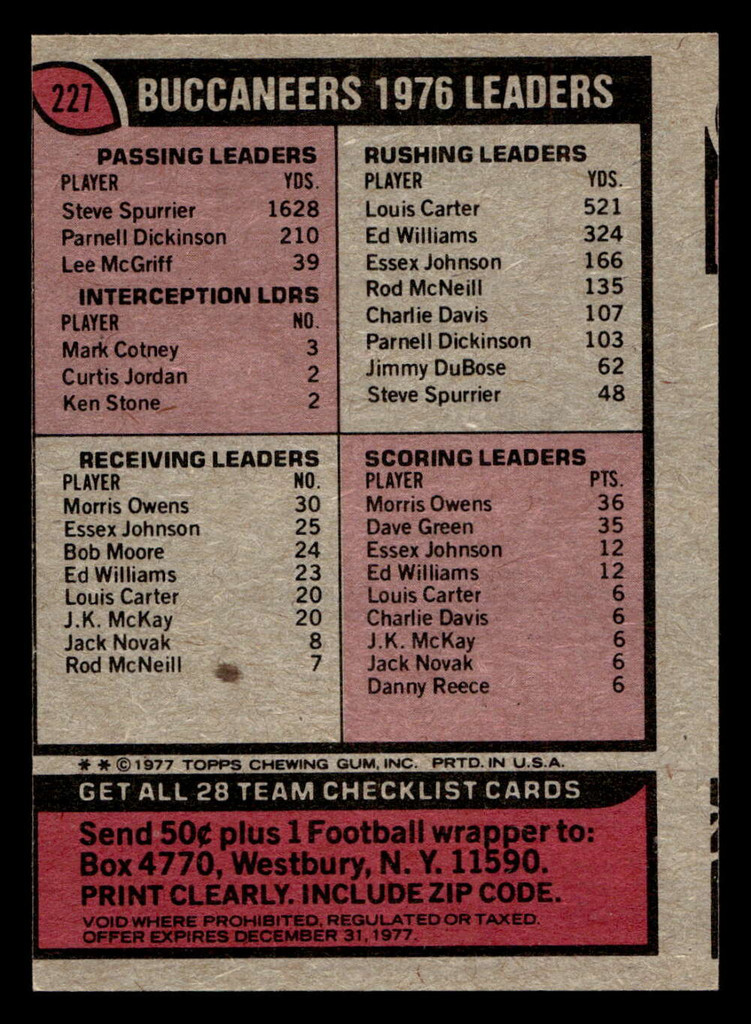 227
BUCCANEERS 1976 LEADERS
PASSING LEADERS
PLAYER YDS.
Steve Spurrier 1628
Parnell Dickinson 210
Lee McGriff 39
INTERCEPTION LDRS
PLAYER NO.
Mark Cotney 3
Curtis Jordan 2
Ken Stone 2
RUSHING LEADERS
PLAYER YDS.
Louis Carter 521
Ed Williams 324
Essex Johnson 166
Rod McNeill 135
Charlie Davis 107
Parnell Dickinson 103
Jimmy DuBose 62
Steve Spurrier 48
RECEIVING LEADERS
PLAYER NO.
Morris Owens 30
Essex Johnson 25
Bob Moore 24
Ed Williams 23
Louis Carter 20
J.K. McKay 20
Jack Novak 8
Rod McNeill 7
SCORING LEADERS
PLAYER PTS.
Morris Owens 36
Dave Green 35
Essex Johnson 12
Ed Williams 12
Louis Carter 6
Charlie Davis 6
J.K. McKay 6
Jack Novak 6
Danny Reece 6
* * ©1977 TOPPS CHEWING GUM, INC. PRTD. IN U.S.A.
GET ALL 28 TEAM CHECKLIST CARDS
Send 50¢ plus 1 Football wrapper to:
Box 4770, Westbury, N. Y. 11590.
PRINT CLEARLY. INCLUDE ZIP CODE.
VOID WHERE PROHIBITED, REGULATED OR TAXED.
OFFER EXPIRES DECEMBER 31, 1977.